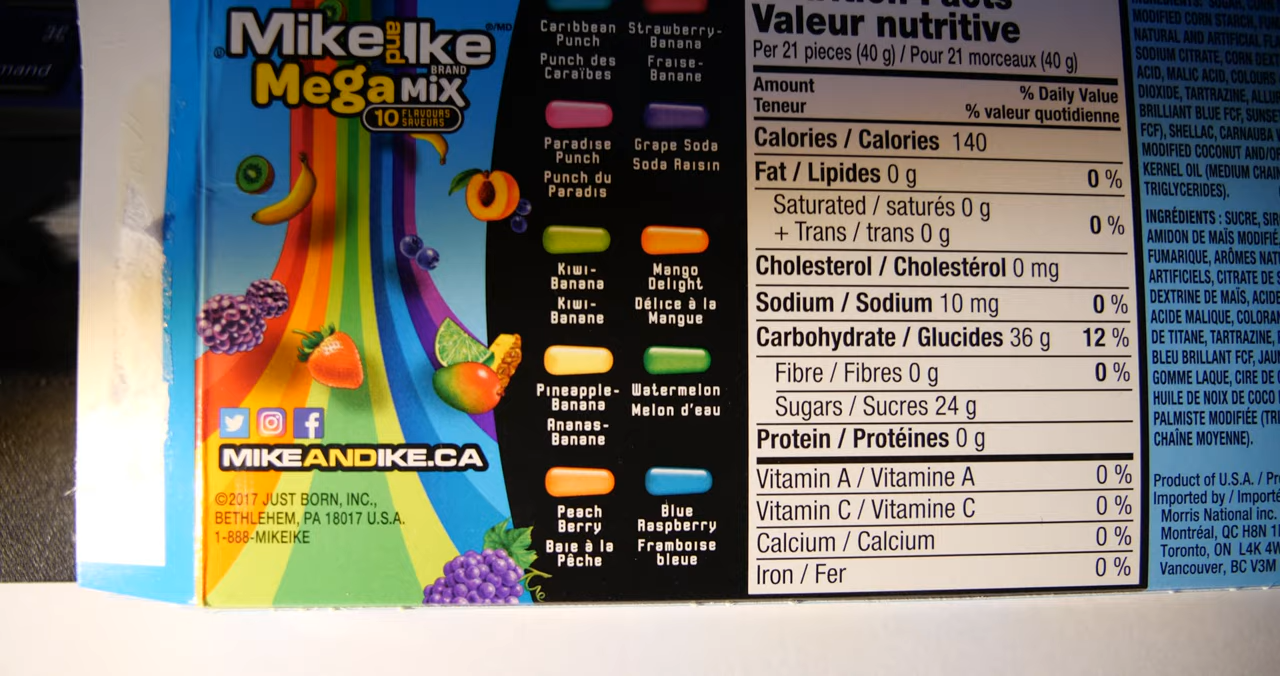 mand
Mike and Ike
®/MD
BRAND
Mega MiX
10 FLAVOURS
SAVEURS
MIKEANDIKE.CA
©2017 JUST BORN, INC.,
BETHLEHEM, PA 18017 U.S.A.
1-888-MIKEIKE
Caribbean
Punch
Punch des
Caraïbes
Strawberry-
Banana
Fraise-
Banane
Paradise
Punch
Punch du
Paradis
Grape Soda
Soda Raisin
Kiwi-
Banana
Kiwi-
Banane
Mango
Delight
Délice à la
Mangue
Pineapple-
Banana
Ananas-
Banane
Watermelon
Melon d'eau
Peach
Berry
Baie à la
Pêche
Blue
Raspberry
Framboise
bleue
Valeur nutritive
Per 21 pieces (40 g) / Pour 21 morceaux (40 g)
Amount % Daily Value
Teneur % valeur quotidienne
Calories / Calories 140
Fat / Lipides 0 g 0 %
Saturated / saturés 0 g
+ Trans / trans 0 g 0 %
Cholesterol / Cholestérol 0 mg
Sodium / Sodium 10 mg 0 %
Carbohydrate / Glucides 36 g 12 %
Fibre / Fibres 0 g 0 %
Sugars / Sucres 24 g
Protein / Protéines 0 g
Vitamin A / Vitamine A 0 %
Vitamin C / Vitamine C 0 %
Calcium / Calcium 0 %
Iron / Fer 0 %
MODIFIED CORN STARCH,
NATURAL AND ARTIFICIAL
SODIUM CITRATE, CORN
ACID, MALIC ACID, COLOURS
DIOXIDE, TARTRAZINE,
BRILLIANT BLUE FCF,
FCF), SHELLAC, CARNAUBA
MODIFIED COCONUT AND/OR
KERNEL OIL (MEDIUM CHAIN
TRIGLYCERIDES).
INGRÉDIENTS : SUCRE,
AMIDON DE MAÏS MODIFIÉ
FUMARIQUE, ARÔMES
ARTIFICIELS, CITRATE DE
DEXTRINE DE MAÏS, ACIDE
ACIDE MALIQUE,
DE TITANE, TARTRAZINE,
BLEU BRILLANT FCF,
GOMME LAQUE, CIRE DE
HUILE DE NOIX DE COCO
PALMISTE MODIFIÉE
CHAÎNE MOYENNE).
Product of U.S.A. /
Imported by /
Morris National inc.
Montréal, QC H8N
Toronto, ON L4K
Vancouver, BC V3M